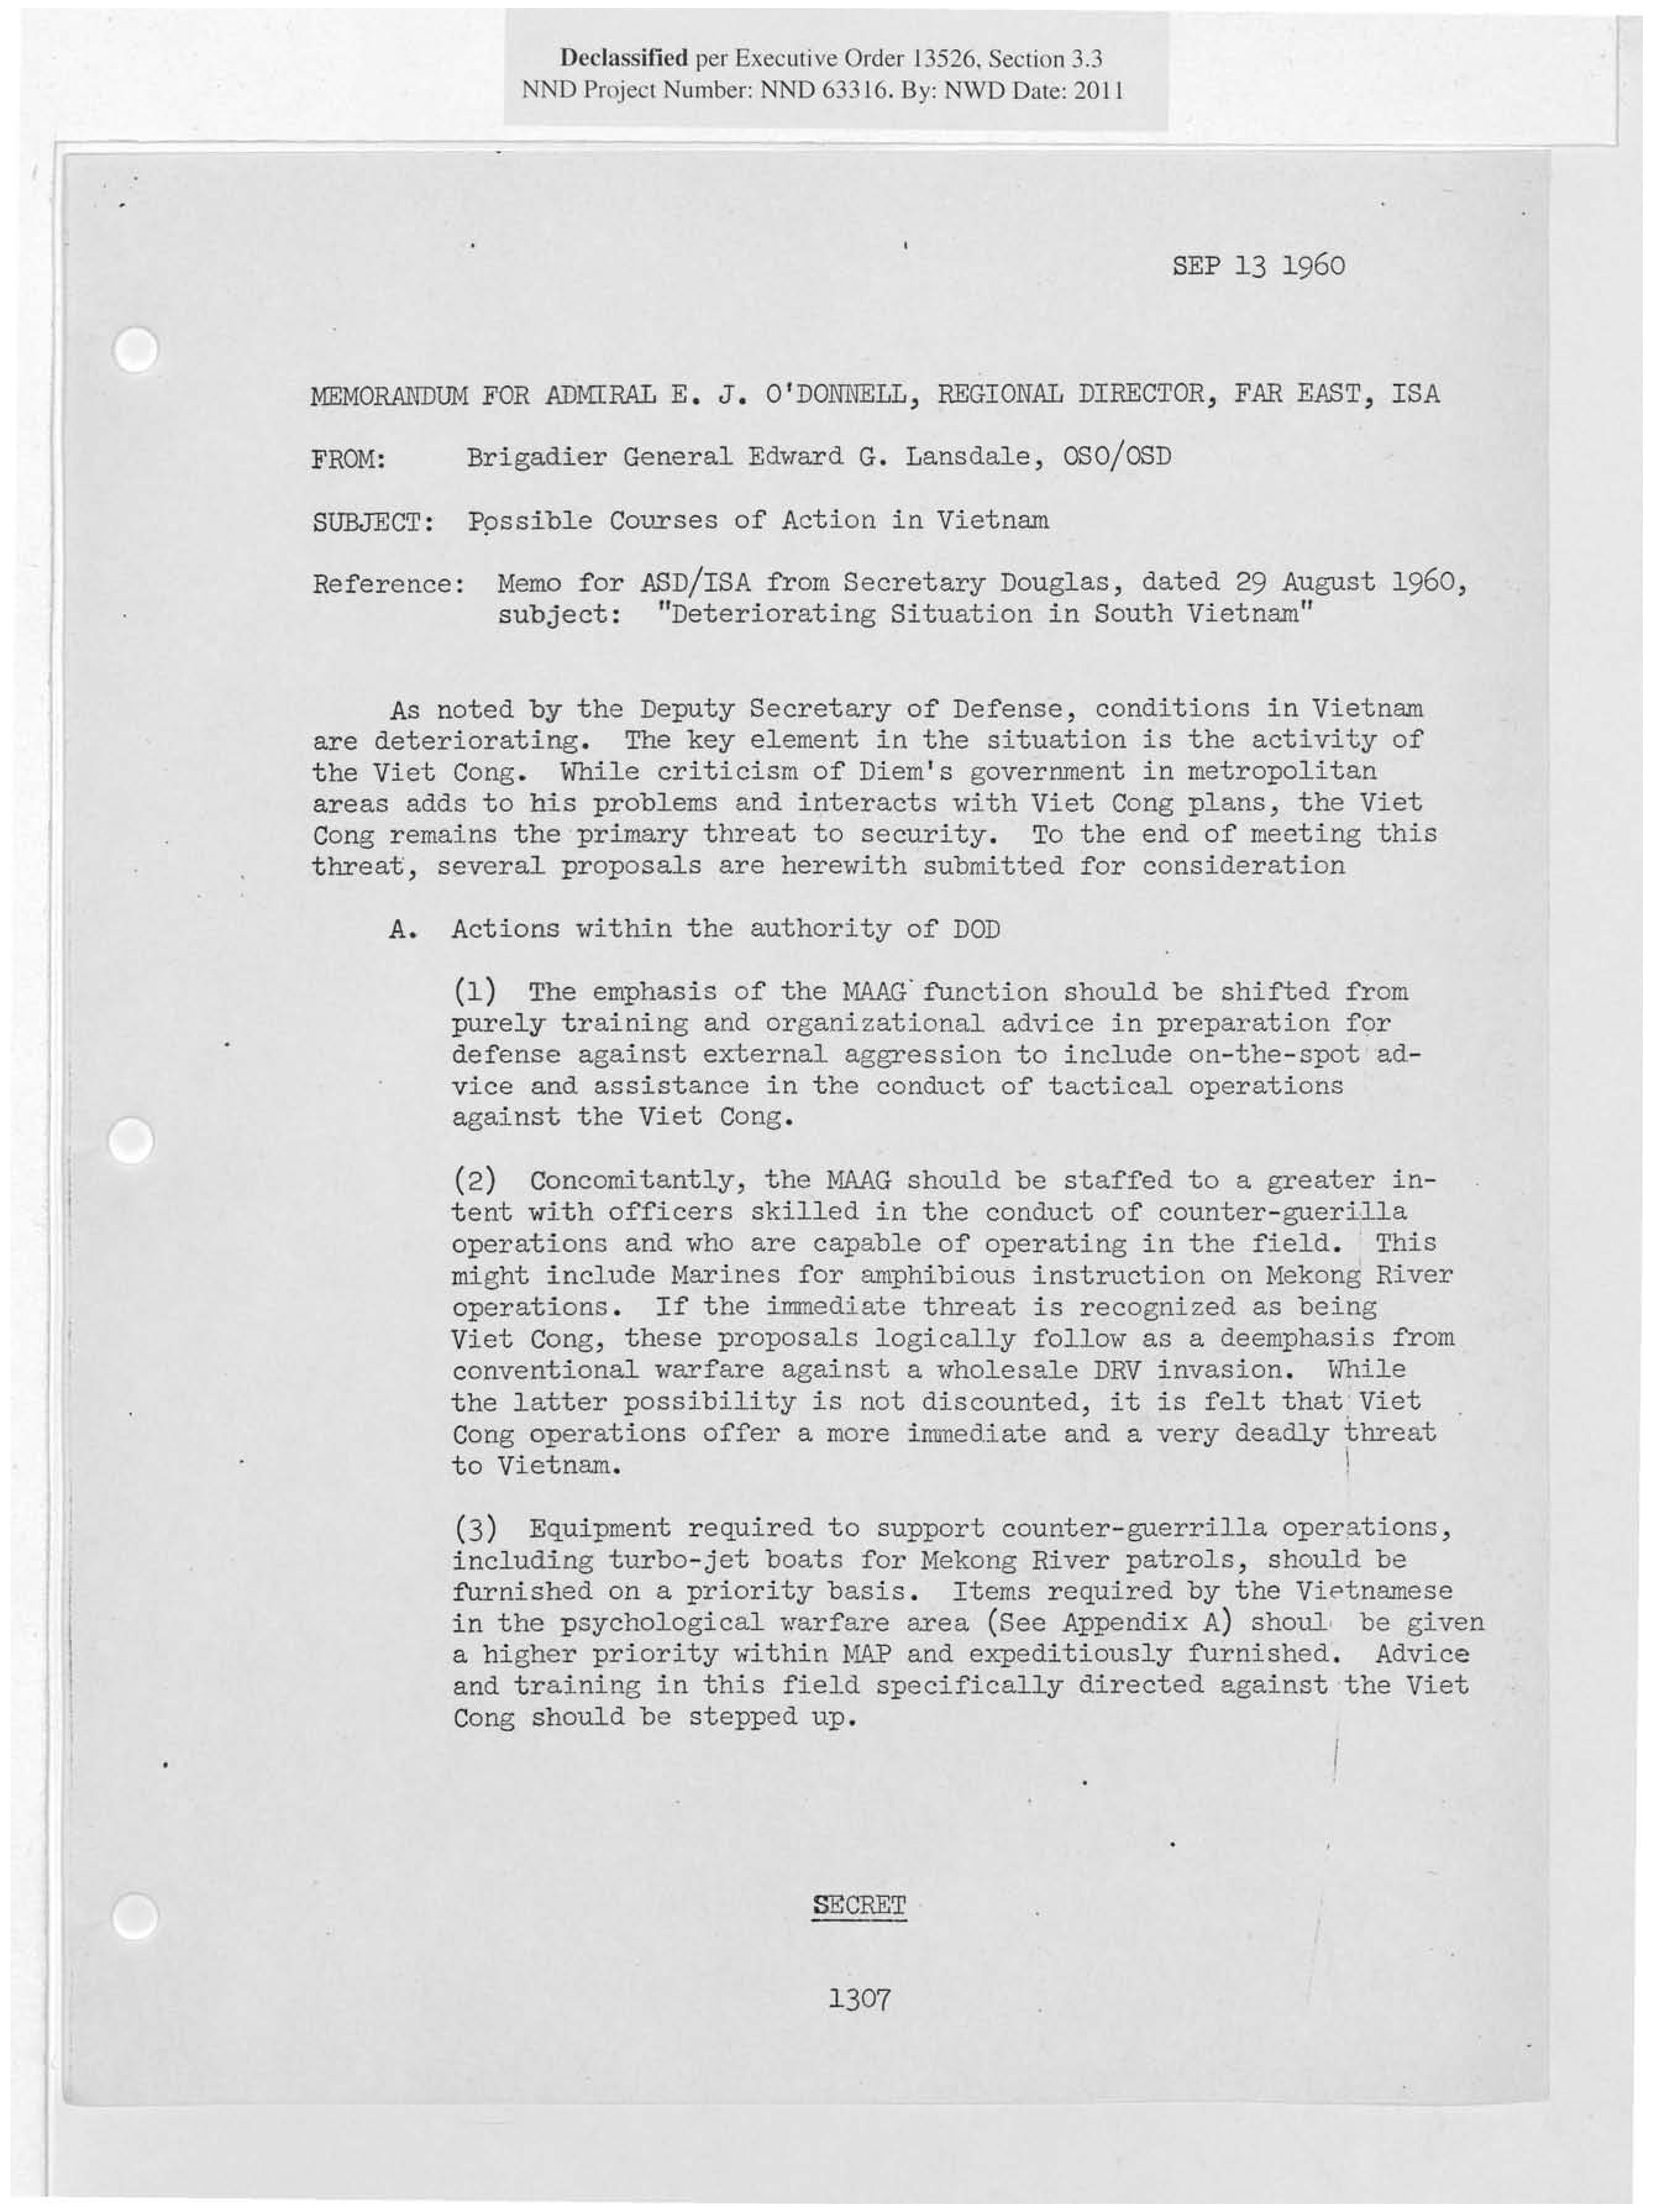 Declassified per Executive Order 13526, Section 3.3
NND Project Number: NND 63316. By: NWD Date: 2011
SEP 13 1960
MEMORANDUM FOR ADMIRAL E. J. O'DONNELL, REGIONAL DIRECTOR, FAR EAST, ISA
FROM: Brigadier General Edward G. Lansdale, OSO/OSD
SUBJECT: Possible Courses of Action in Vietnam
Reference: Memo for ASD/ISA from Secretary Douglas, dated 29 August 1960,
subject: "Deteriorating Situation in South Vietnam"
As noted by the Deputy Secretary of Defense, conditions in Vietnam
are deteriorating. The key element in the situation is the activity of
the Viet Cong. While criticism of Diem's government in metropolitan
areas adds to his problems and interacts with Viet Cong plans, the Viet
Cong remains the primary threat to security. To the end of meeting this
threat, several proposals are herewith submitted for consideration
A. Actions within the authority of DOD
(1) The emphasis of the MAAG function should be shifted from
purely training and organizational advice in preparation for
defense against external aggression to include on-the-spot ad-
vice and assistance in the conduct of tactical operations
against the Viet Cong.
(2) Concomitantly, the MAAG should be staffed to a greater in-
tent with officers skilled in the conduct of counter-guerilla
operations and who are capable of operating in the field. This
might include Marines for amphibious instruction on Mekong River
operations. If the immediate threat is recognized as being
Viet Cong, these proposals logically follow as a deemphasis from
conventional warfare against a wholesale DRV invasion. While
the latter possibility is not discounted, it is felt that Viet
Cong operations offer a more immediate and a very deadly threat
to Vietnam.
(3) Equipment required to support counter-guerrilla operations,
including turbo-jet boats for Mekong River patrols, should be
furnished on a priority basis. Items required by the Vietnamese
in the psychological warfare area (See Appendix A) shoul be given
a higher priority within MAP and expeditiously furnished. Advice
and training in this field specifically directed against the Viet
Cong should be stepped up.
SECRET
1307